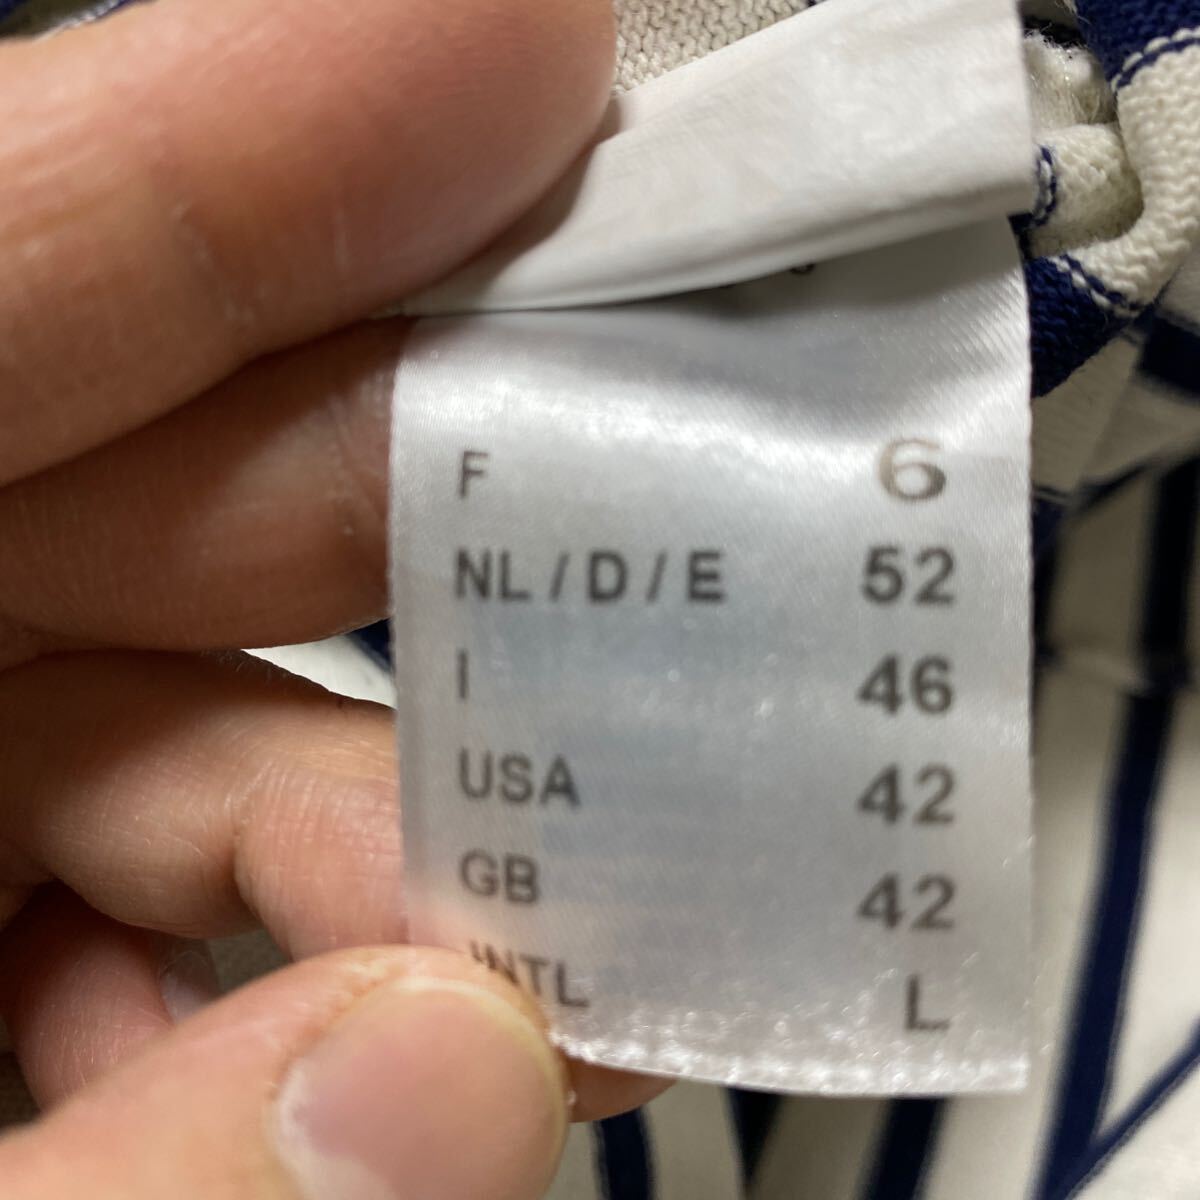 F 6
NL / D / E 52
I 46
USA 42
GB 42
INTL L